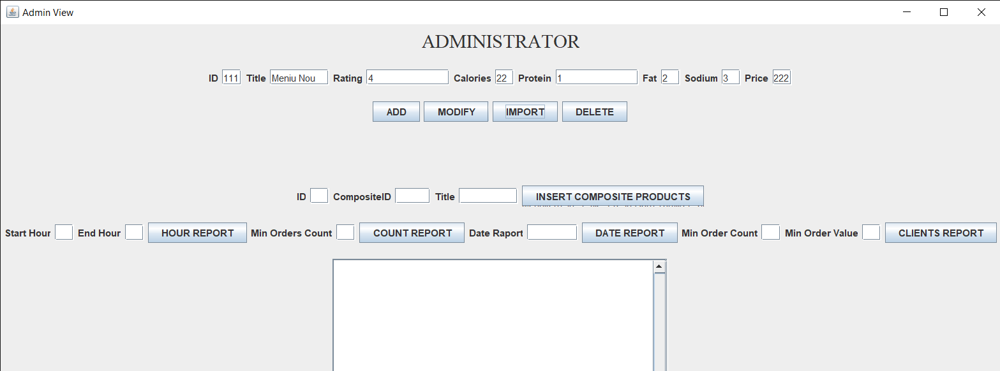 Admin View
ADMINISTRATOR
ID 111 Title Meniu Nou Rating 4 Calories 22 Protein 1 Fat 2 Sodium 3 Price 222
ADD MODIFY IMPORT DELETE
ID CompositeID Title INSERT COMPOSITE PRODUCTS
Start Hour End Hour HOUR REPORT Min Orders Count COUNT REPORT Date Raport DATE REPORT Min Order Count Min Order Value CLIENTS REPORT